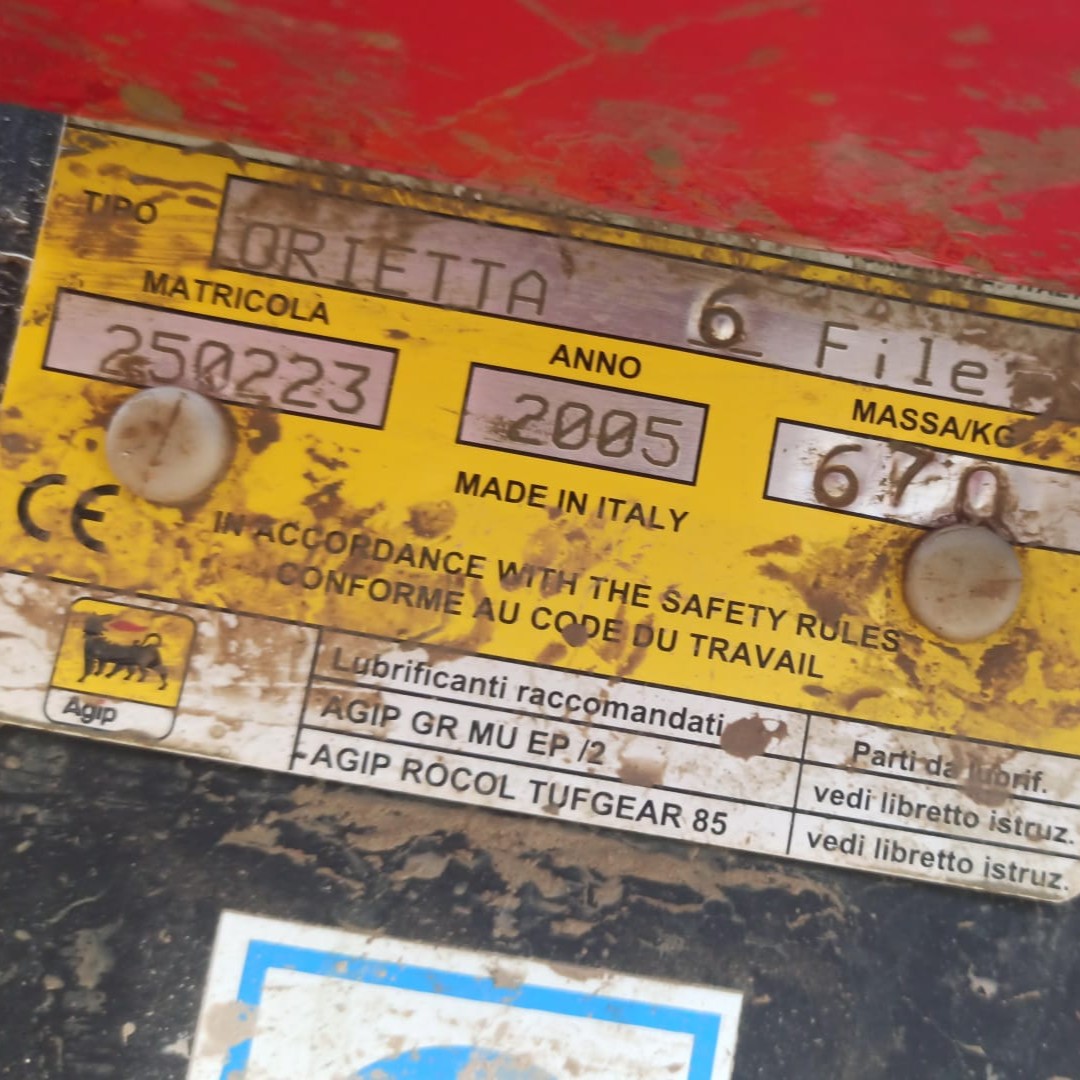 TIPO
ORIETTA 6 File
MATRICOLA
250223
ANNO
2005
MASSA/KG
670
MADE IN ITALY
CE
IN ACCORDANCE WITH THE SAFETY RULES
CONFORME AU CODE DU TRAVAIL
Agip
Lubrificanti raccomandati
Parti da lubrif.
AGIP GR MU EP /2
vedi libretto istruz.
AGIP ROCOL TUFGEAR 85
vedi libretto istruz.